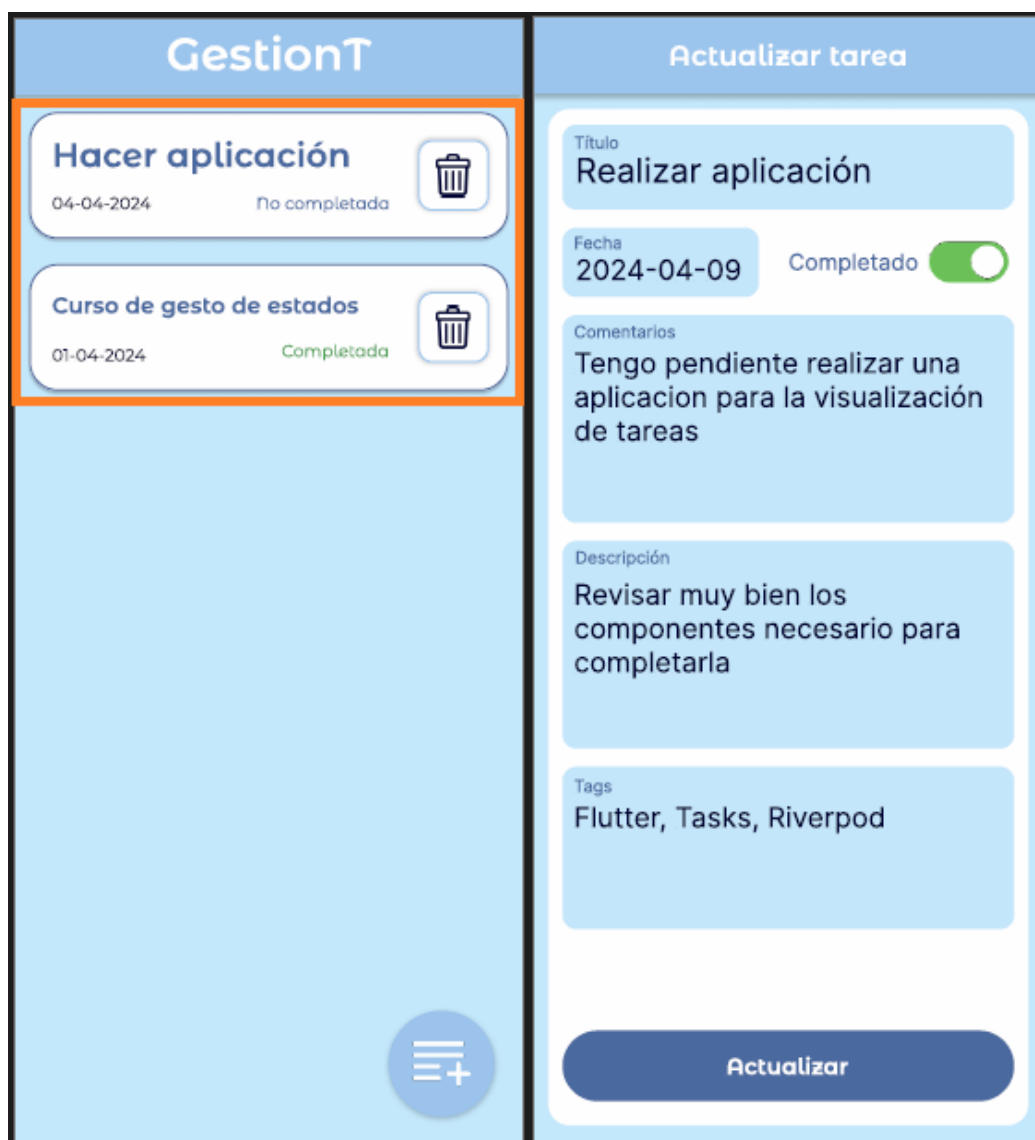 GestionT
Hacer aplicación
04-04-2024
No completada
Curso de gesto de estados
01-04-2024
Completada
Actualizar tarea
Título
Realizar aplicación
Fecha
2024-04-09
Completado
Comentarios
Tengo pendiente realizar una
aplicacion para la visualización
de tareas
Descripción
Revisar muy bien los
componentes necesario para
completarla
Tags
Flutter, Tasks, Riverpod
Actualizar